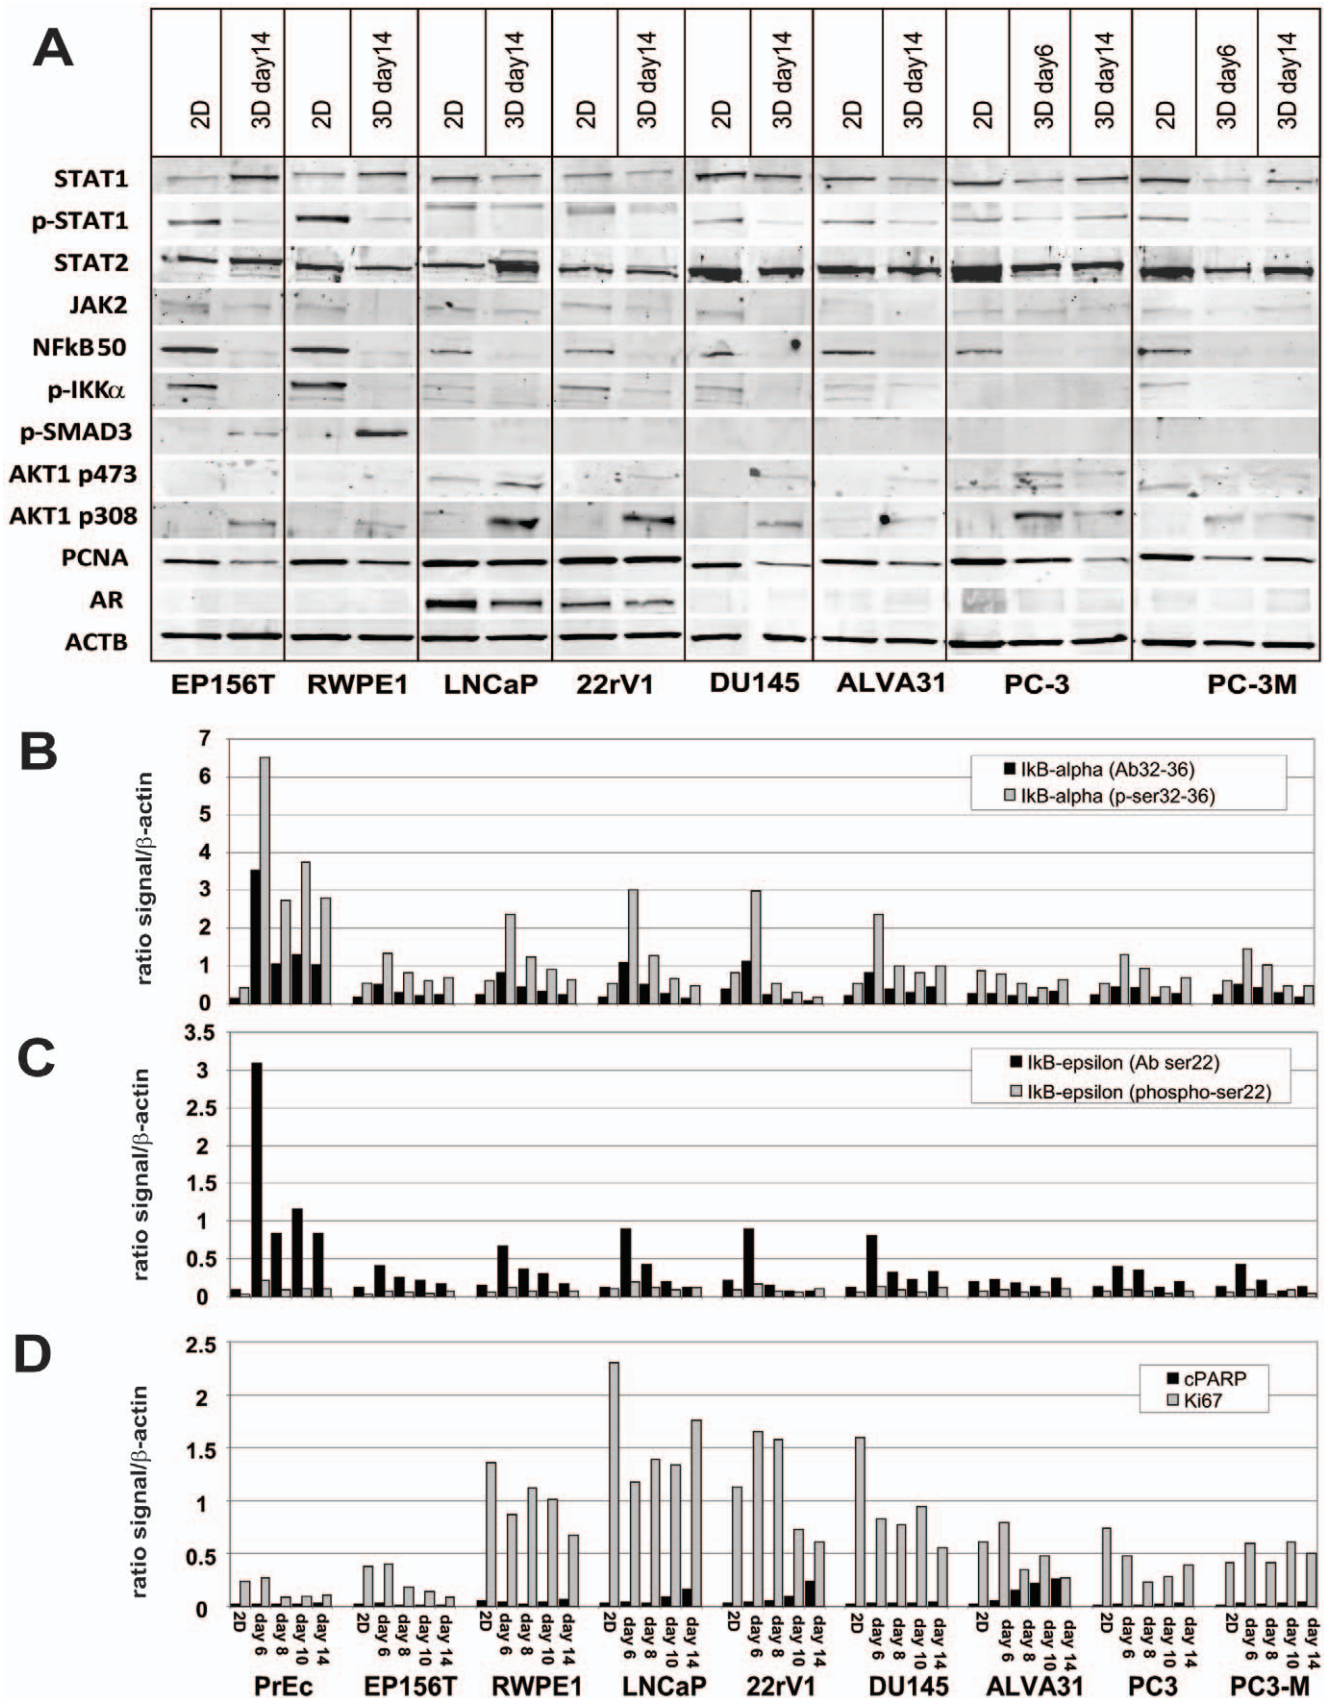 A
2D 3D day14 2D 3D day14 2D 3D day14 2D 3D day14 2D 3D day14 2D 3D day14 2D 3D day6 3D day14 2D 3D day6 3D day14
STAT1
p-STAT1
STAT2
JAK2
NFkB50
p-IKKα
p-SMAD3
AKT1 p473
AKT1 p308
PCNA
AR
ACTB
EP156T RWPE1 LNCaP 22rV1 DU145 ALVA31 PC-3 PC-3M
B
ratio signal/β-actin
7
6
5
4
3
2
1
0
IkB-alpha (Ab32-36)
IkB-alpha (p-ser32-36)
C
ratio signal/β-actin
3.5
3
2.5
2
1.5
1
0.5
0
IkB-epsilon (Ab ser22)
IkB-epsilon (phospho-ser22)
D
ratio signal/β-actin
2.5
2
1.5
1
0.5
0
cPARP
Ki67
2D day 6 day 8 day 10 day 14 2D day 6 day 8 day 10 day 14 2D day 6 day 8 day 10 day 14 2D day 6 day 8 day 10 day 14 2D day 6 day 8 day 10 day 14 2D day 6 day 8 day 10 day 14 2D day 6 day 8 day 10 day 14 2D day 6 day 8 day 10 day 14 2D day 6 day 8 day 10 day 14
PrEc EP156T RWPE1 LNCaP 22rV1 DU145 ALVA31 PC3 PC3-M